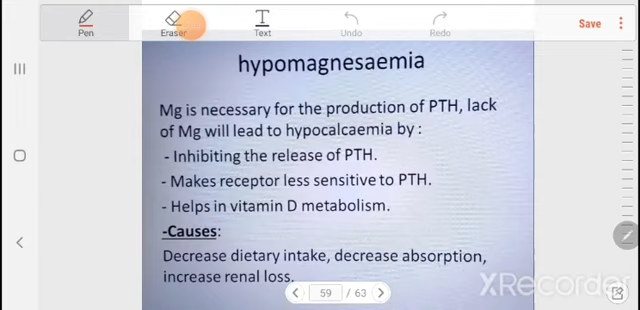 Pen
Eraser
Text
Undo
Redo
Save
hypomagnesaemia
Mg is necessary for the production of PTH, lack
of Mg will lead to hypocalcaemia by :
- Inhibiting the release of PTH.
- Makes receptor less sensitive to PTH.
- Helps in vitamin D metabolism.
-Causes:
Decrease dietary intake, decrease absorption,
increase renal loss.
59 / 63
XRecorder